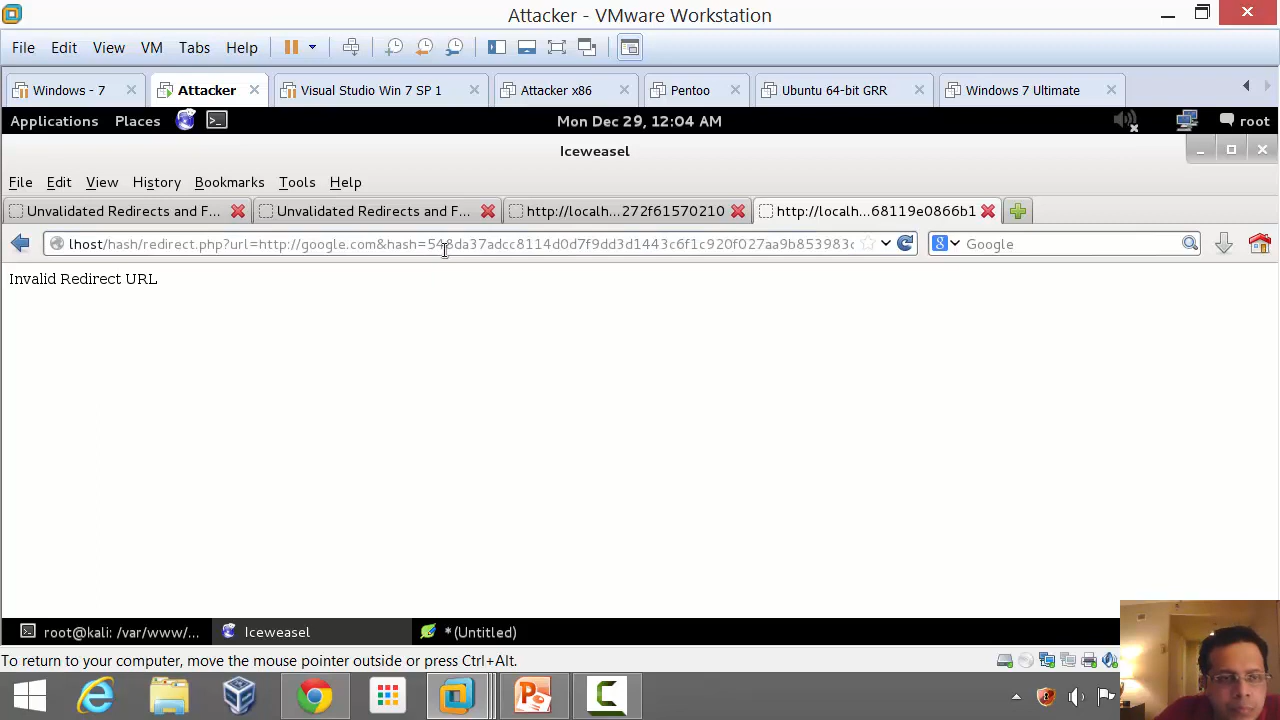 Attacker - VMware Workstation
File Edit View VM Tabs Help
Windows - 7 Attacker Visual Studio Win 7 SP 1 Attacker x86 Pentoo Ubuntu 64-bit GRR Windows 7 Ultimate
Applications Places Mon Dec 29, 12:04 AM root
Iceweasel
File Edit View History Bookmarks Tools Help
Unvalidated Redirects and F... Unvalidated Redirects and F... http://localh...272f61570210 http://localh...68119e0866b1
lhost/hash/redirect.php?url=http://google.com&hash=548da37adcc8114d0d7f9dd3d1443c6f1c920f027aa9b853983c Google
Invalid Redirect URL
root@kali: /var/www/... Iceweasel *(Untitled)
To return to your computer, move the mouse pointer outside or press Ctrl+Alt.